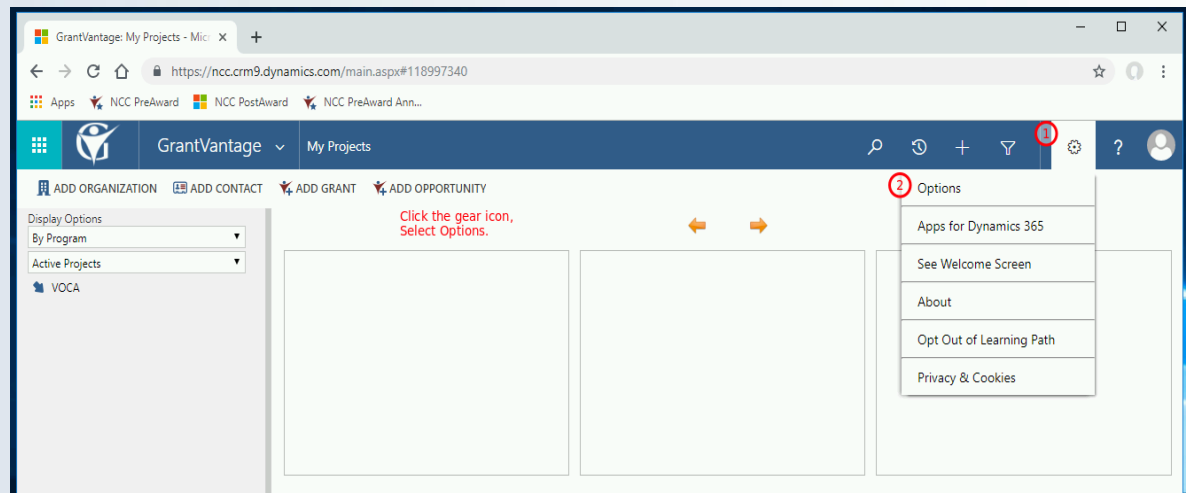 GrantVantage: My Projects - Mic
https://ncc.crm9.dynamics.com/main.aspx#118997340
Apps NCC PreAward NCC PostAward NCC PreAward Ann...
GrantVantage My Projects 1 ?
ADD ORGANIZATION ADD CONTACT ADD GRANT ADD OPPORTUNITY
2 Options
Display Options
By Program
Active Projects
VOCA
Click the gear icon,
Select Options.
Apps for Dynamics 365
See Welcome Screen
About
Opt Out of Learning Path
Privacy & Cookies